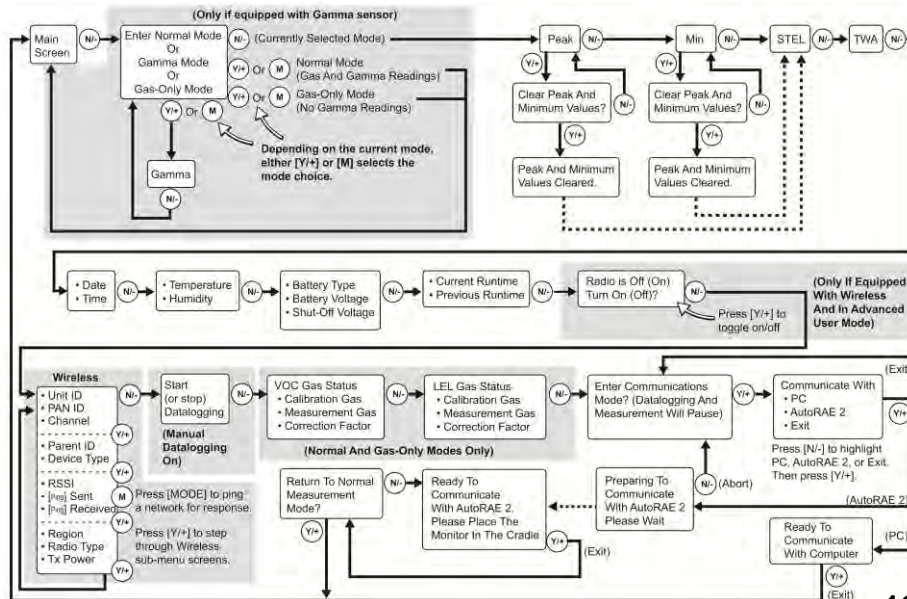 (Only if equipped with Gamma sensor)
Main
Screen
N/-
Enter Normal Mode
Or
Gamma Mode
Or
Gas-Only Mode
N/-
(Currently Selected Mode)
Y/+ Or M
Normal Mode
(Gas And Gamma Readings)
Y/+ Or M
Gas-Only Mode
(No Gamma Readings)
Y/+ Or M
Depending on the current mode,
either [Y/+] or [M] selects the
mode choice.
Gamma
N/-
Peak
N/-
Min
N/-
STEL
N/-
TWA
N/-
Y/+
Y/+
Clear Peak And
Minimum Values?
N/-
Clear Peak And
Minimum Values?
N/-
Y/+
Y/+
Peak And Minimum
Values Cleared.
Peak And Minimum
Values Cleared.
• Date
• Time
N/-
• Temperature
• Humidity
N/-
• Battery Type
• Battery Voltage
• Shut-Off Voltage
N/-
• Current Runtime
• Previous Runtime
N/-
Radio is Off (On)
Turn On (Off)?
N/-
Press [Y/+] to
toggle on/off
(Only If Equipped
With Wireless
And In Advanced
User Mode)
Wireless
• Unit ID
• PAN ID
• Channel
Y/+
• Parent ID
• Device Type
Y/+
• RSSI
• [PING] Sent
• [PING] Received
M
Y/+
• Region
• Radio Type
• Tx Power
Y/+
N/-
Press [MODE] to ping
a network for response.
Press [Y/+] to step
through Wireless
sub-menu screens.
Start
(or stop)
Datalogging
N/-
(Manual
Datalogging
On)
VOC Gas Status
• Calibration Gas
• Measurement Gas
• Correction Factor
N/-
LEL Gas Status
• Calibration Gas
• Measurement Gas
• Correction Factor
N/-
(Normal And Gas-Only Modes Only)
Enter Communications
Mode? (Datalogging And
Measurement Will Pause)
Y/+
Communicate With
• PC
• AutoRAE 2
• Exit
(Exit)
Press [N/-] to highlight
PC, AutoRAE 2, or Exit.
Then press [Y/+].
(AutoRAE 2)
(PC)
N/- (Abort)
Preparing To
Communicate
With AutoRAE 2
Please Wait
Return To Normal
Measurement
Mode?
N/-
Y/+
Ready To
Communicate
With AutoRAE 2.
Please Place The
Monitor In The Cradle
Y/+
(Exit)
Ready To
Communicate
With Computer
Y/+
(Exit)